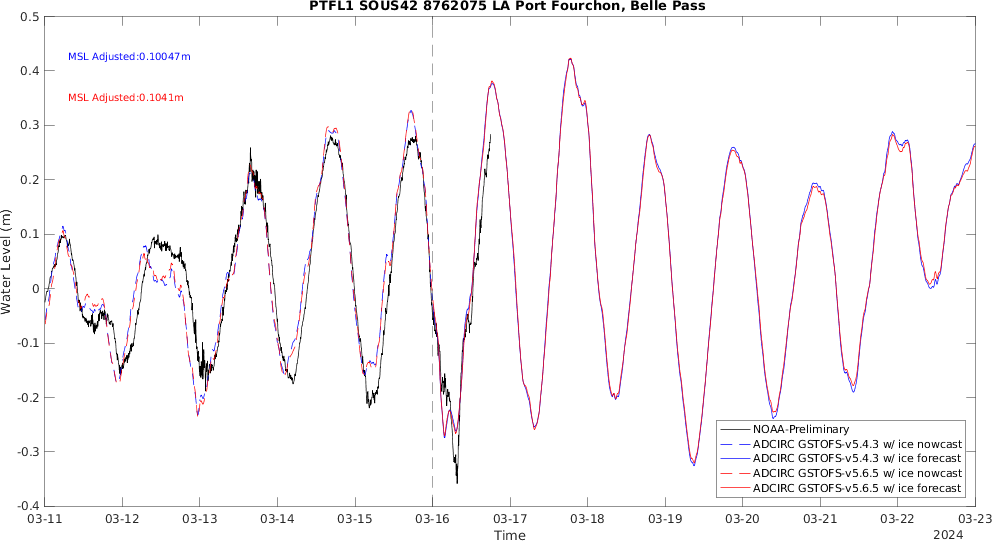 PTFL1 SOUS42 8762075 LA Port Fourchon, Belle Pass
MSL Adjusted:0.10047m
MSL Adjusted:0.1041m
Water Level (m)
0.5
0.4
0.3
0.2
0.1
0
-0.1
-0.2
-0.3
-0.4
NOAA-Preliminary
ADCIRC GSTOFS-v5.4.3 w/ ice nowcast
ADCIRC GSTOFS-v5.4.3 w/ ice forecast
ADCIRC GSTOFS-v5.6.5 w/ ice nowcast
ADCIRC GSTOFS-v5.6.5 w/ ice forecast
03-11 03-12 03-13 03-14 03-15 03-16 03-17 03-18 03-19 03-20 03-21 03-22 03-23
Time
2024